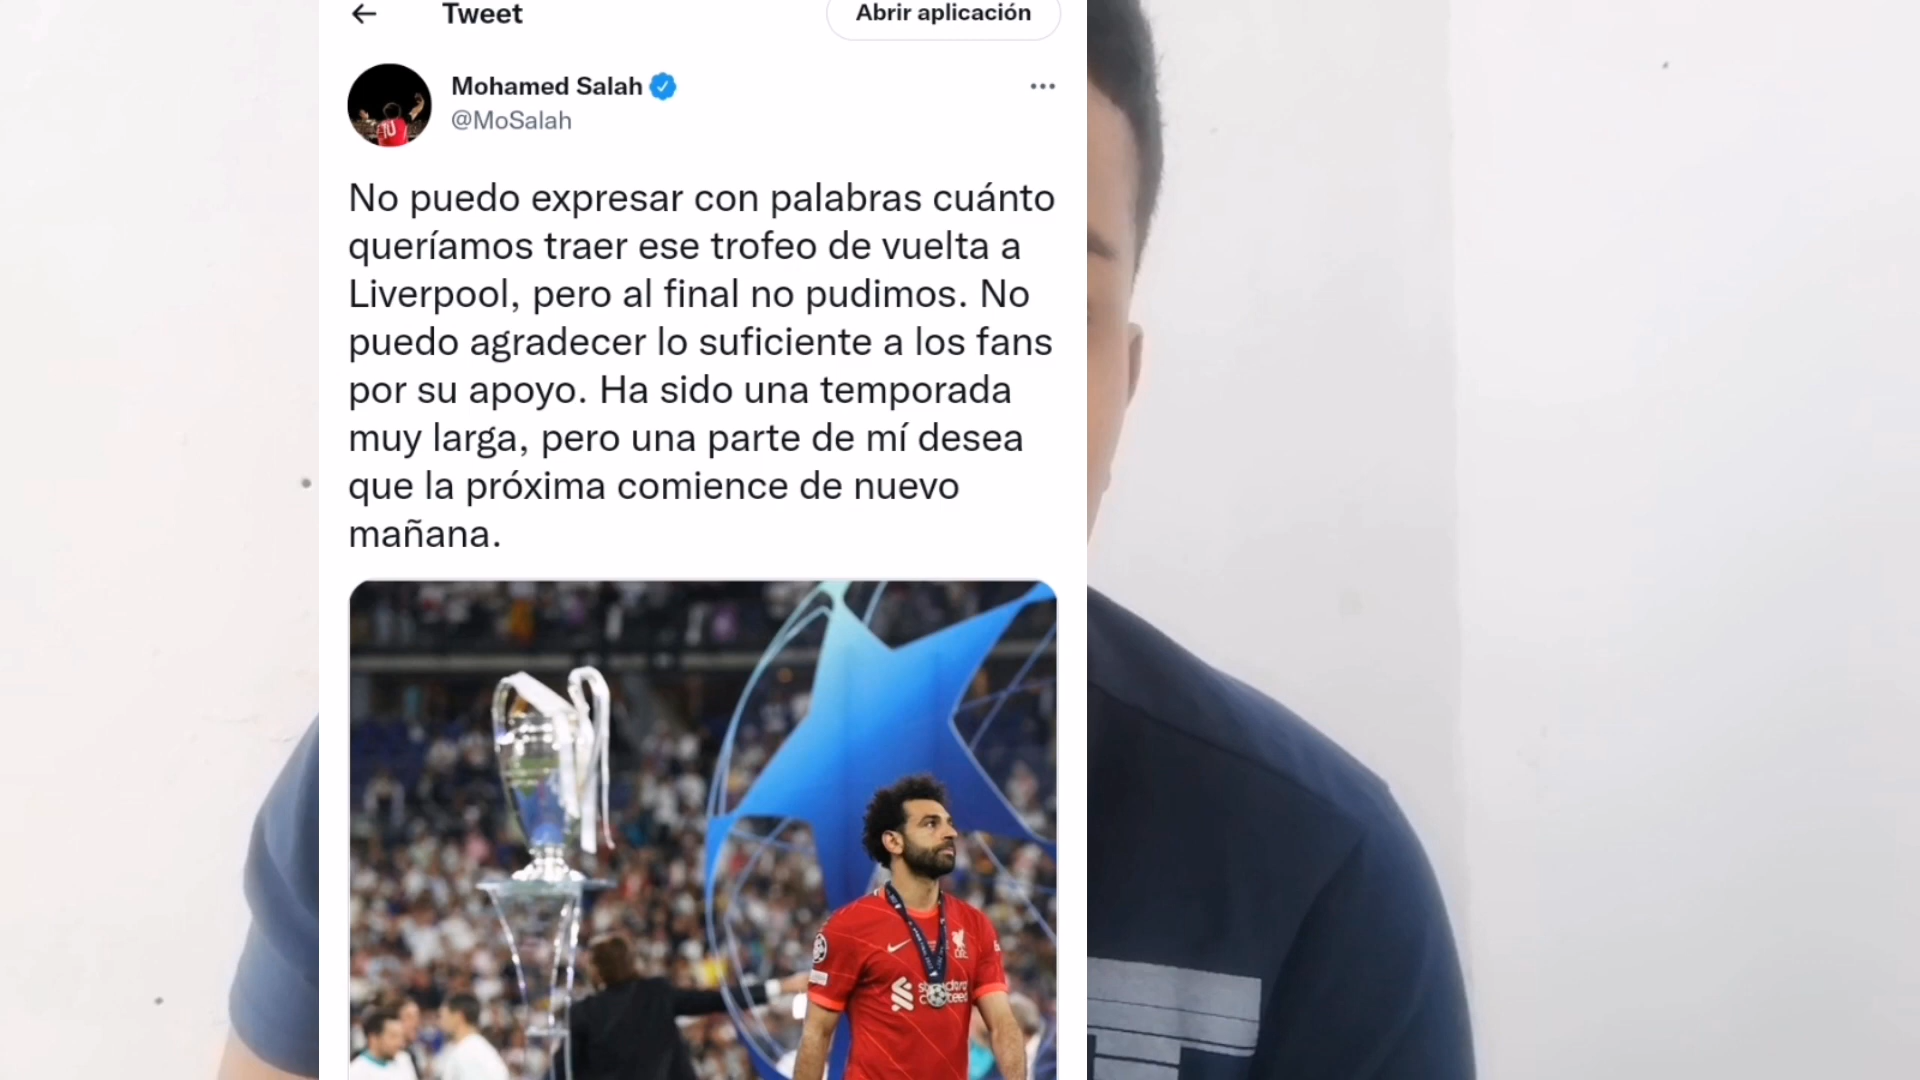 Tweet
Abrir aplicación
Mohamed Salah
@MoSalah
No puedo expresar con palabras cuánto
queríamos traer ese trofeo de vuelta a
Liverpool, pero al final no pudimos. No
puedo agradecer lo suficiente a los fans
por su apoyo. Ha sido una temporada
muy larga, pero una parte de mí desea
que la próxima comience de nuevo
mañana.